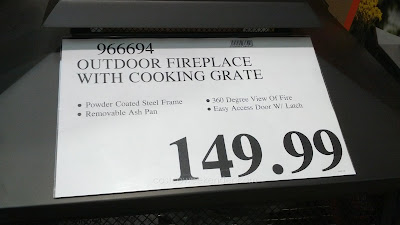 966694
OUTDOOR FIREPLACE
WITH COOKING GRATE
• Powder Coated Steel Frame
• Removable Ash Pan
• 360 Degree View Of Fire
• Easy Access Door W/ Latch
149.99